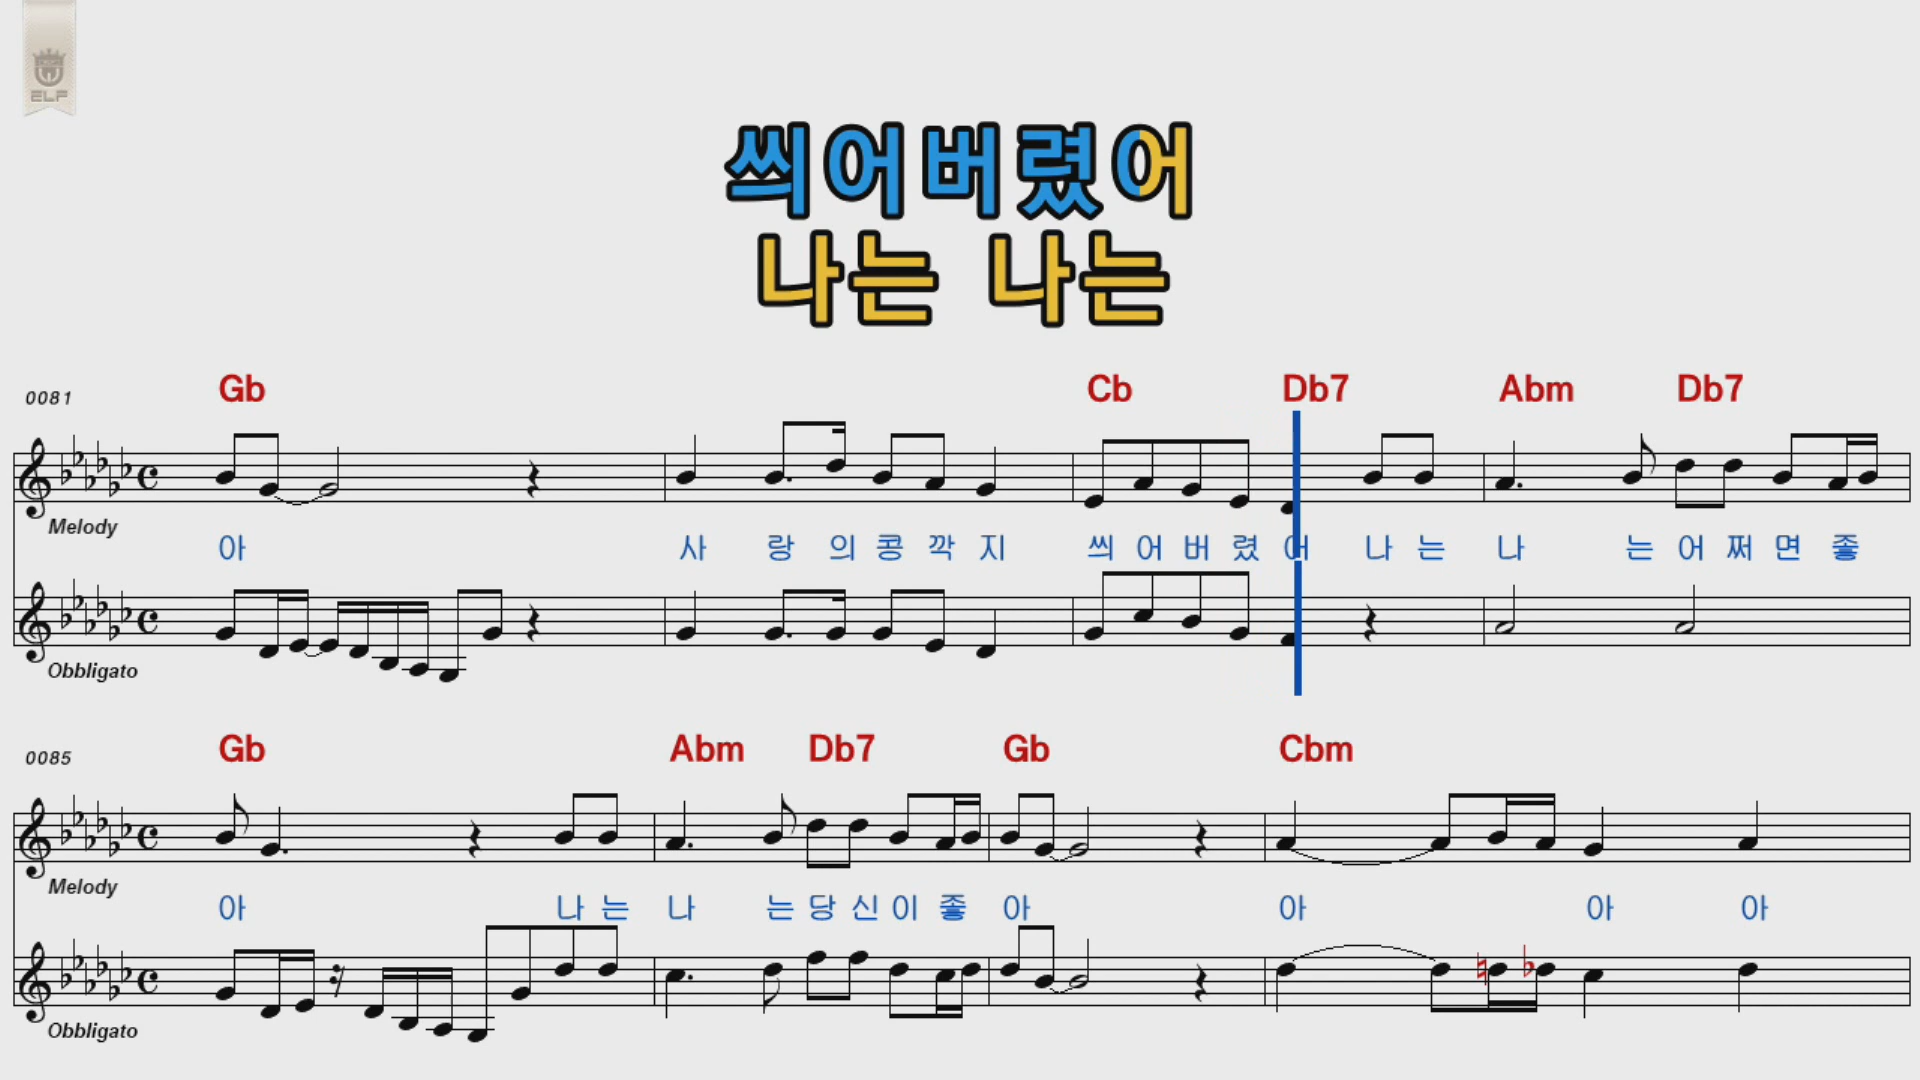 ELF
씌어버렸어
나는 나는
0081 Gb Cb Db7 Abm Db7
Melody
아 사 랑 의 콩 깍 지 씌 어 버 렸 어 나 는 나 는 어 쩌 면 좋
Obbligato
0085 Gb Abm Db7 Gb Cbm
Melody
아 나 는 나 는 당 신 이 좋 아 아 아 아
Obbligato